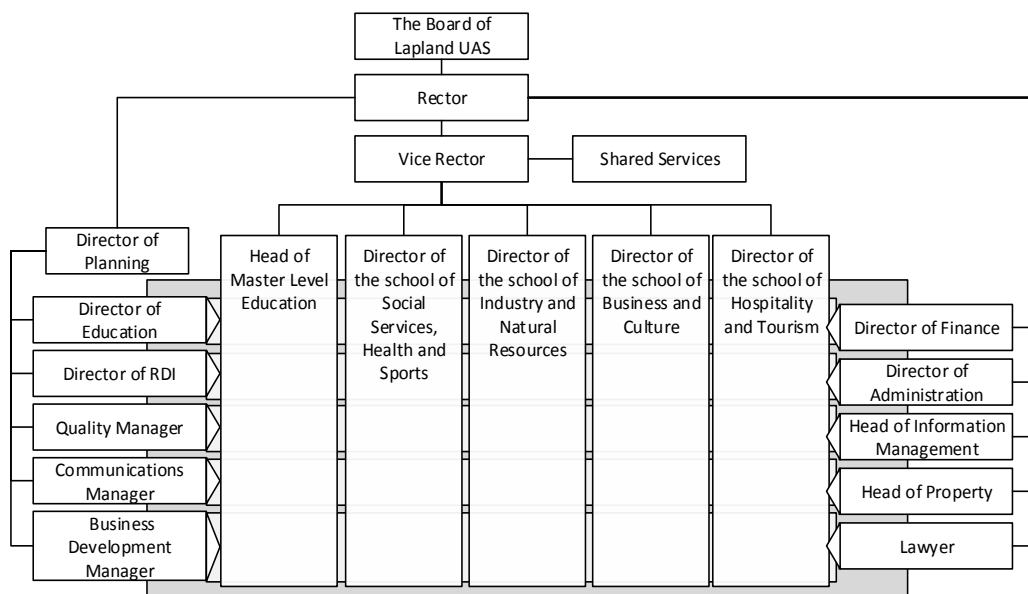 The Board of
Lapland UAS
Rector
Vice Rector
Shared Services
Director of
Planning
Head of
Master Level
Education
Director of
the school of
Social
Services,
Health and
Sports
Director of
the school of
Industry and
Natural
Resources
Director of
the school of
Business and
Culture
Director of
the school of
Hospitality
and Tourism
Director of
Education
Director of RDI
Quality Manager
Communications
Manager
Business
Development
Manager
Director of Finance
Director of
Administration
Head of Information
Management
Head of Property
Lawyer